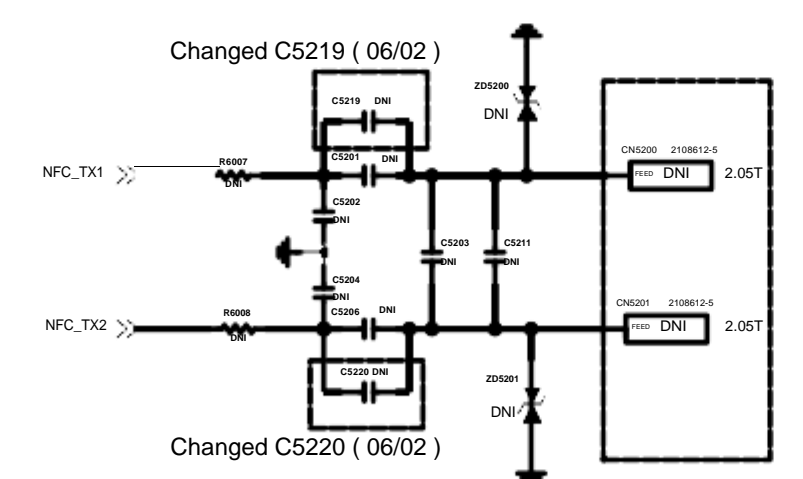 Changed C5219 ( 06/02 )
C5219 DNI
ZD5200
DNI
CN5200 2108612-5
C5201 DNI
R6007
NFC_TX1
DNI
FEED DNI 2.05T
C5202
DNI
C5203
DNI
C5211
DNI
C5204
DNI
CN5201 2108612-5
R6008
C5206 DNI
NFC_TX2
DNI
FEED DNI 2.05T
C5220 DNI
ZD5201
DNI
Changed C5220 ( 06/02 )